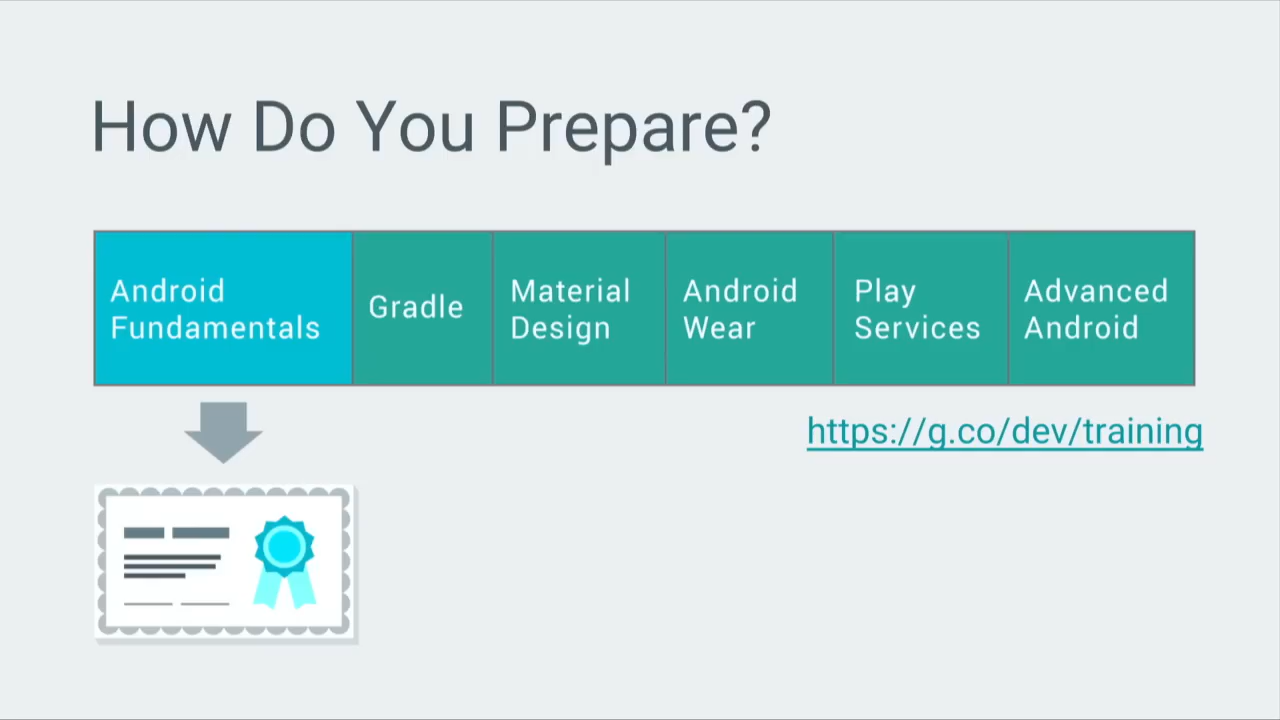 How Do You Prepare?
Android
Fundamentals
Gradle
Material
Design
Android
Wear
Play
Services
Advanced
Android
https://g.co/dev/training